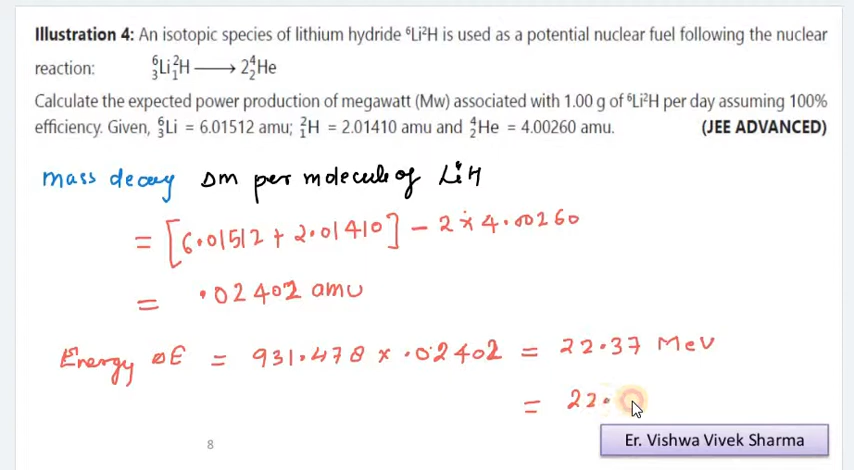 Illustration 4: An isotopic species of lithium hydride ⁶Li²H is used as a potential nuclear fuel following the nuclear
reaction: ⁶₃Li²₁H ⟶ 2⁴₂He
Calculate the expected power production of megawatt (Mw) associated with 1.00 g of ⁶Li²H per day assuming 100%
efficiency. Given, ⁶₃Li = 6.01512 amu; ²₁H = 2.01410 amu and ⁴₂He = 4.00260 amu. (JEE ADVANCED)
mass decay Dm per molecule of LiH
= [6.01512 + 2.01410] - 2 × 4.00260
= .02402 amu
Energy DE = 931.478 × .02402 = 22.37 MeV
= 22.
Er. Vishwa Vivek Sharma
8